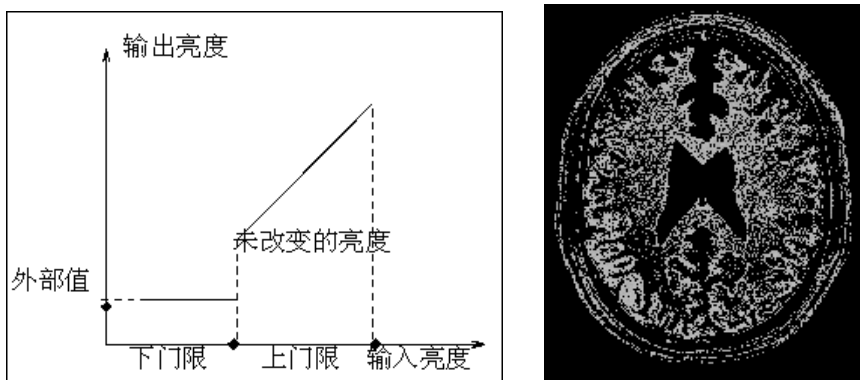 输出亮度
未改变的亮度
外部值
下门限 上门限 输入亮度